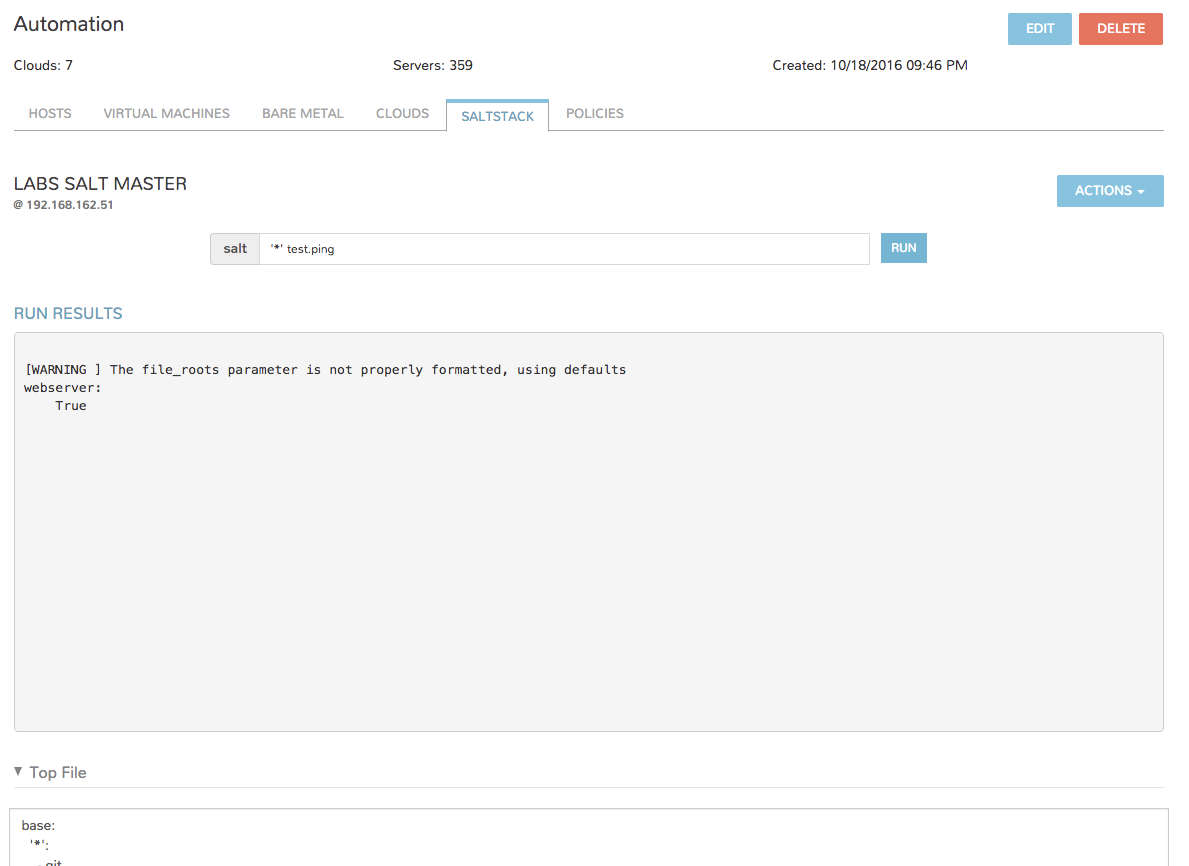 Automation
EDIT
DELETE
Clouds: 7
Servers: 359
Created: 10/18/2016 09:46 PM
HOSTS
VIRTUAL MACHINES
BARE METAL
CLOUDS
SALTSTACK
POLICIES
LABS SALT MASTER
@ 192.168.162.51
ACTIONS
salt
'*' test.ping
RUN
RUN RESULTS
[WARNING ] The file_roots parameter is not properly formatted, using defaults
webserver:
    True
Top File
base:
  '*':
    - git